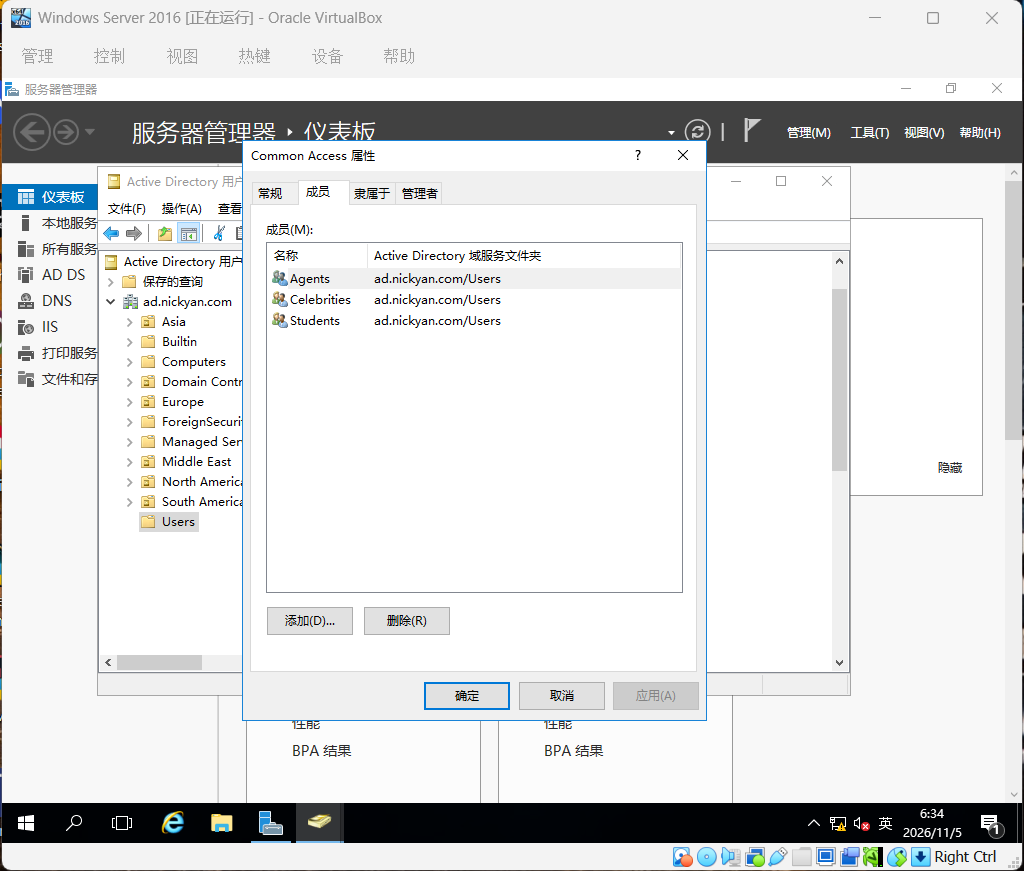 Windows Server 2016 [正在运行] - Oracle VirtualBox
管理 控制 视图 热键 设备 帮助
服务器管理器
服务器管理器 仪表板
管理(M) 工具(T) 视图(V) 帮助(H)
仪表板
本地服务
所有服务
AD DS
DNS
IIS
打印服务
文件和存
Active Directory 用户
文件(F) 操作(A) 查看
Active Directory 用户
保存的查询
ad.nickyan.com
Asia
Builtin
Computers
Domain Contr
Europe
ForeignSecuri
Managed Ser
Middle East
North America
South America
Users
Common Access 属性
?
常规 成员 隶属于 管理者
成员(M):
名称 Active Directory 域服务文件夹
Agents ad.nickyan.com/Users
Celebrities ad.nickyan.com/Users
Students ad.nickyan.com/Users
添加(D)... 删除(R)
确定 取消 应用(A)
隐藏
性能 性能
BPA 结果 BPA 结果
英
6:34
2026/11/5
1
Right Ctrl